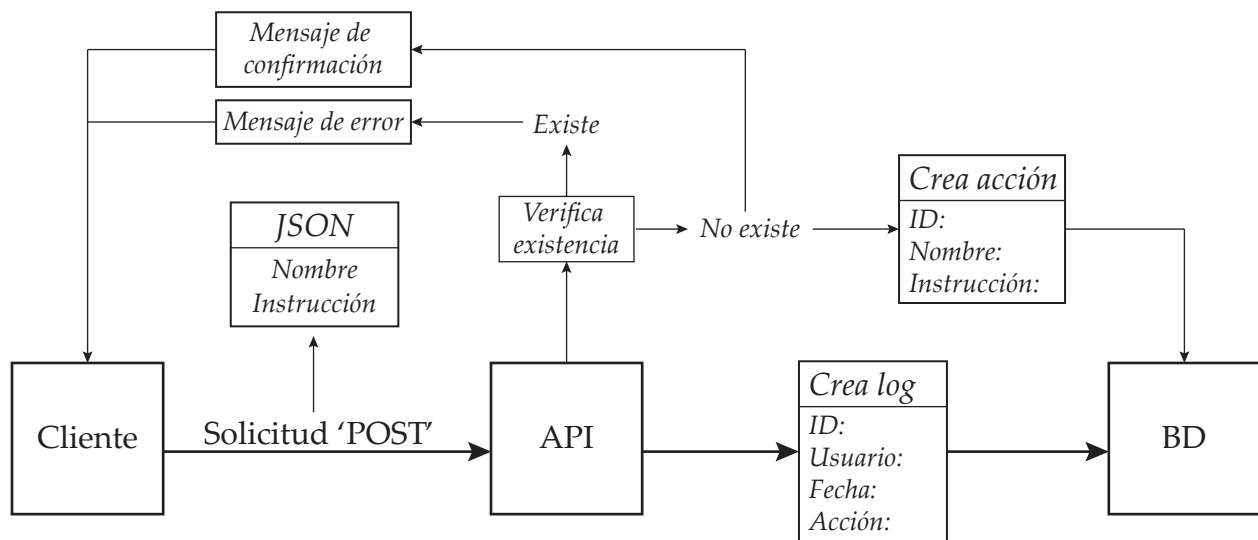 Mensaje de
confirmación
Mensaje de error
Existe
Verifica
existencia
No existe
Crea acción
ID:
Nombre:
Instrucción:
JSON
Nombre
Instrucción
Cliente
Solicitud ‘POST’
API
Crea log
ID:
Usuario:
Fecha:
Acción:
BD